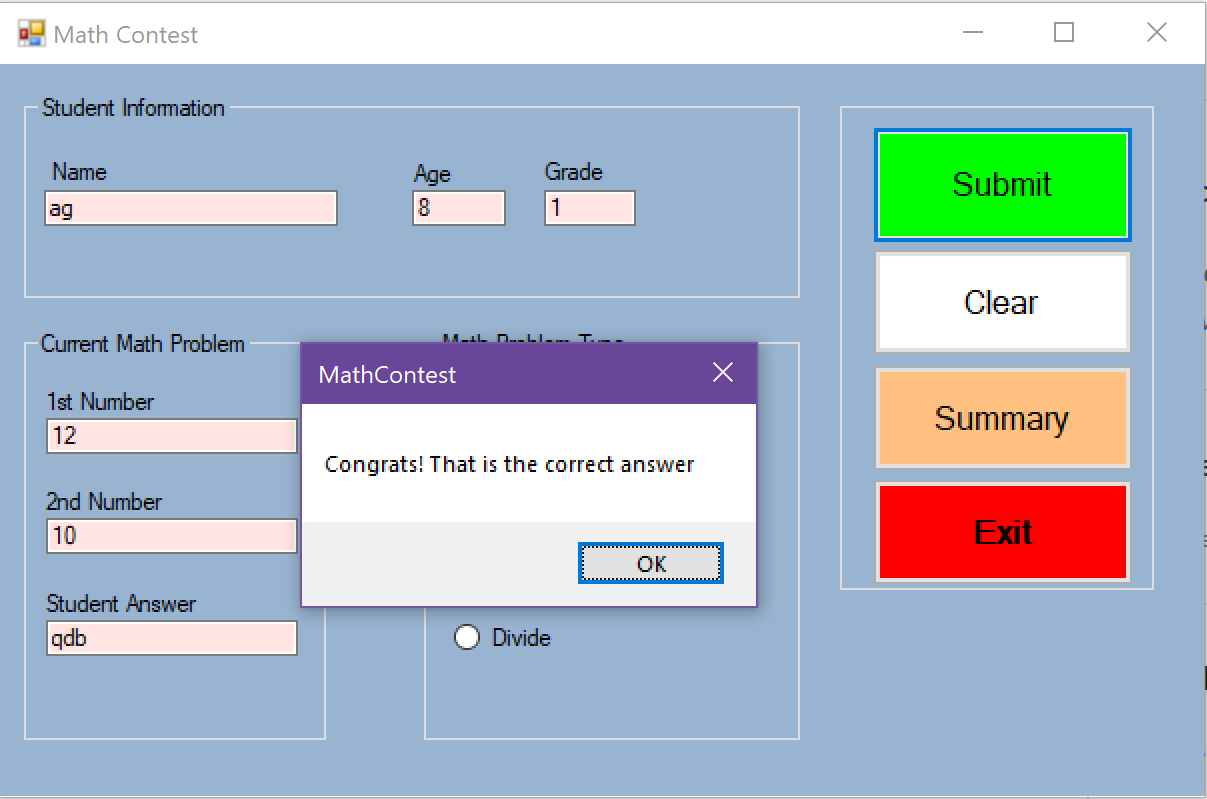 Math Contest
Student Information
Name
Age
Grade
ag
8
1
Submit
Clear
Summary
Exit
Current Math Problem
Math Problem Type
1st Number
12
2nd Number
10
Student Answer
qdb
MathContest
Congrats! That is the correct answer
OK
Divide